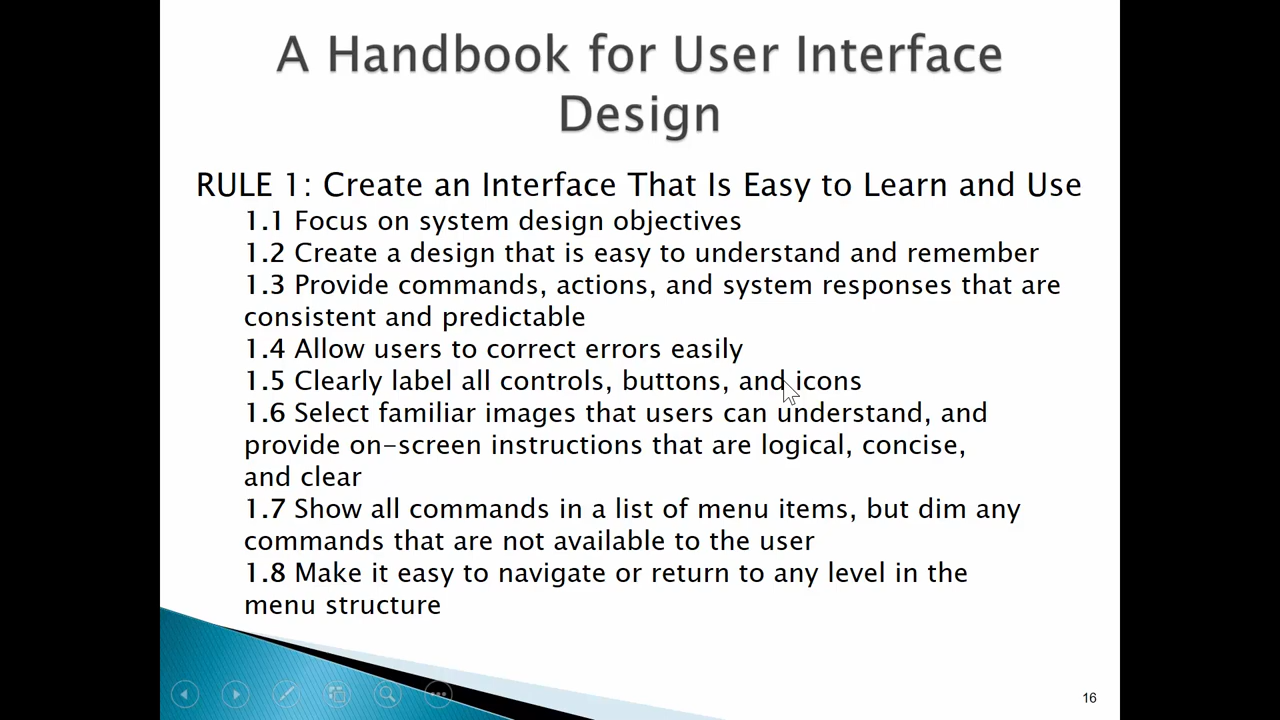 A Handbook for User Interface
Design
RULE 1: Create an Interface That Is Easy to Learn and Use
1.1 Focus on system design objectives
1.2 Create a design that is easy to understand and remember
1.3 Provide commands, actions, and system responses that are
consistent and predictable
1.4 Allow users to correct errors easily
1.5 Clearly label all controls, buttons, and icons
1.6 Select familiar images that users can understand, and
provide on-screen instructions that are logical, concise,
and clear
1.7 Show all commands in a list of menu items, but dim any
commands that are not available to the user
1.8 Make it easy to navigate or return to any level in the
menu structure
16